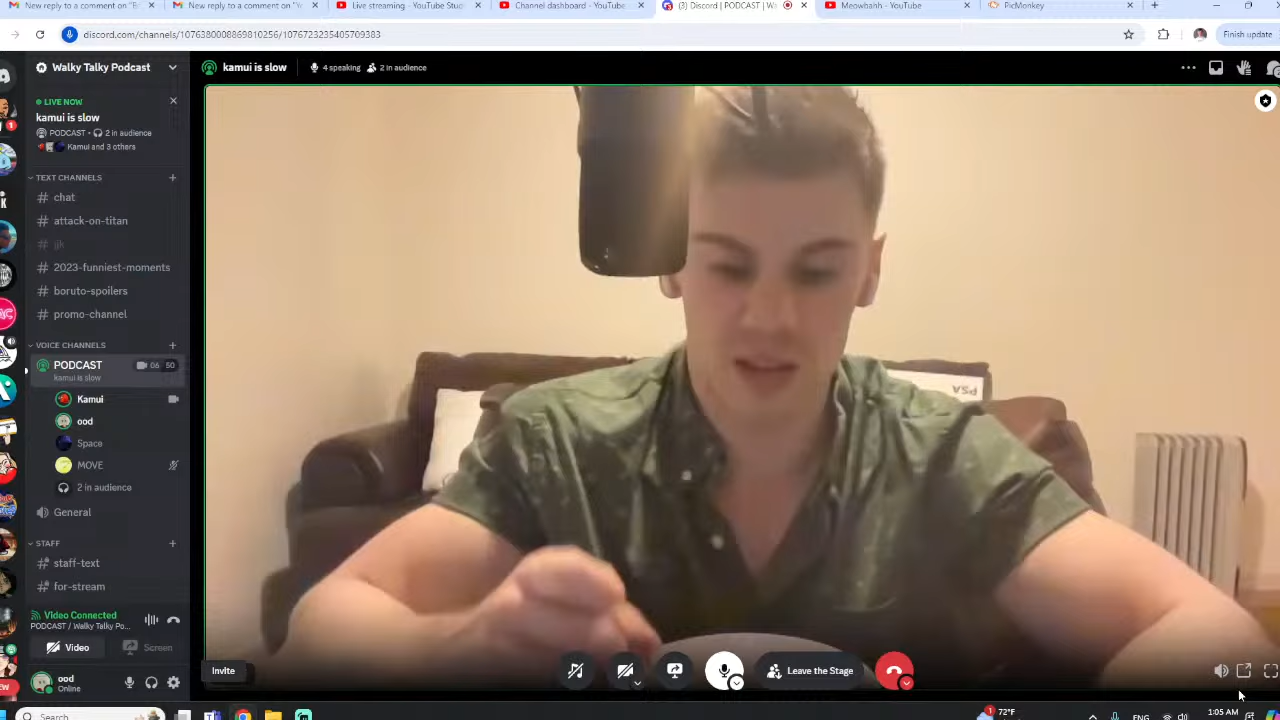 New reply to a comment on "E
New reply to a comment on "Y
Live streaming - YouTube Stud
Channel dashboard - YouTube
(3) Discord | PODCAST | W
Meowbahh - YouTube
PicMonkey
discord.com/channels/1076380008869810256/1076723235405709383
Finish update
Walky Talky Podcast
kamui is slow
4 speaking
2 in audience
LIVE NOW
kamui is slow
PODCAST • 2 in audience
Kamui and 3 others
TEXT CHANNELS
# chat
# attack-on-titan
# jjk
# 2023-funniest-moments
# boruto-spoilers
# promo-channel
VOICE CHANNELS
PODCAST
06 50
kamui is slow
Kamui
ood
Space
MOVE
2 in audience
General
STAFF
# staff-text
# for-stream
Video Connected
PODCAST / Walky Talky Po...
Video
Screen
ood
Online
PSA
Invite
Leave the Stage
Search
72°F
ENG
1:05 AM